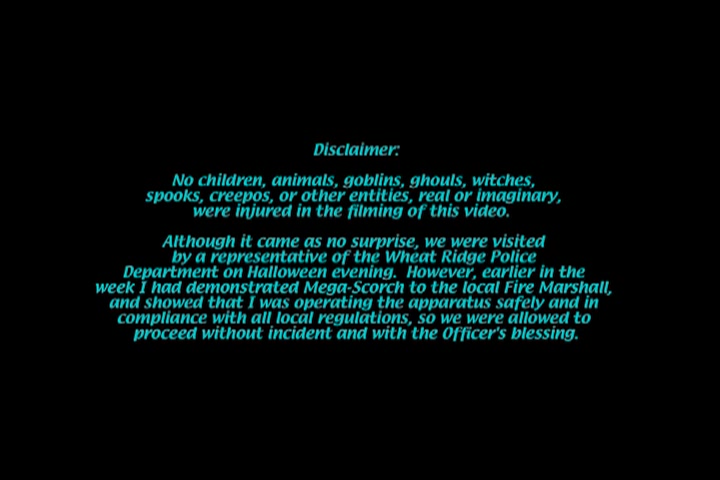 Disclaimer:
No children, animals, goblins, ghouls, witches,
spooks, creepos, or other entities, real or imaginary,
were injured in the filming of this video.
Although it came as no surprise, we were visited
by a representative of the Wheat Ridge Police
Department on Halloween evening. However, earlier in the
week I had demonstrated Mega-Scorch to the local Fire Marshall,
and showed that I was operating the apparatus safely and in
compliance with all local regulations, so we were allowed to
proceed without incident and with the Officer's blessing.